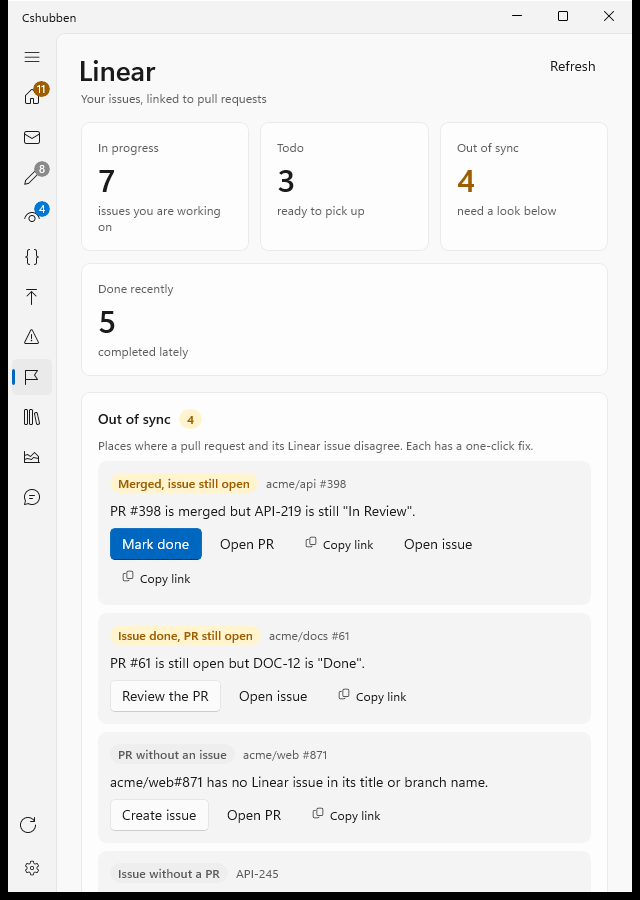 Cshubben
Linear
Refresh
Your issues, linked to pull requests
11
8
4
In progress
7
issues you are working
on
Todo
3
ready to pick up
Out of sync
4
need a look below
Done recently
5
completed lately
Out of sync 4
Places where a pull request and its Linear issue disagree. Each has a one-click fix.
Merged, issue still open acme/api #398
PR #398 is merged but API-219 is still "In Review".
Mark done Open PR Copy link Open issue
Copy link
Issue done, PR still open acme/docs #61
PR #61 is still open but DOC-12 is "Done".
Review the PR Open issue Copy link
PR without an issue acme/web #871
acme/web#871 has no Linear issue in its title or branch name.
Create issue Open PR Copy link
Issue without a PR API-245